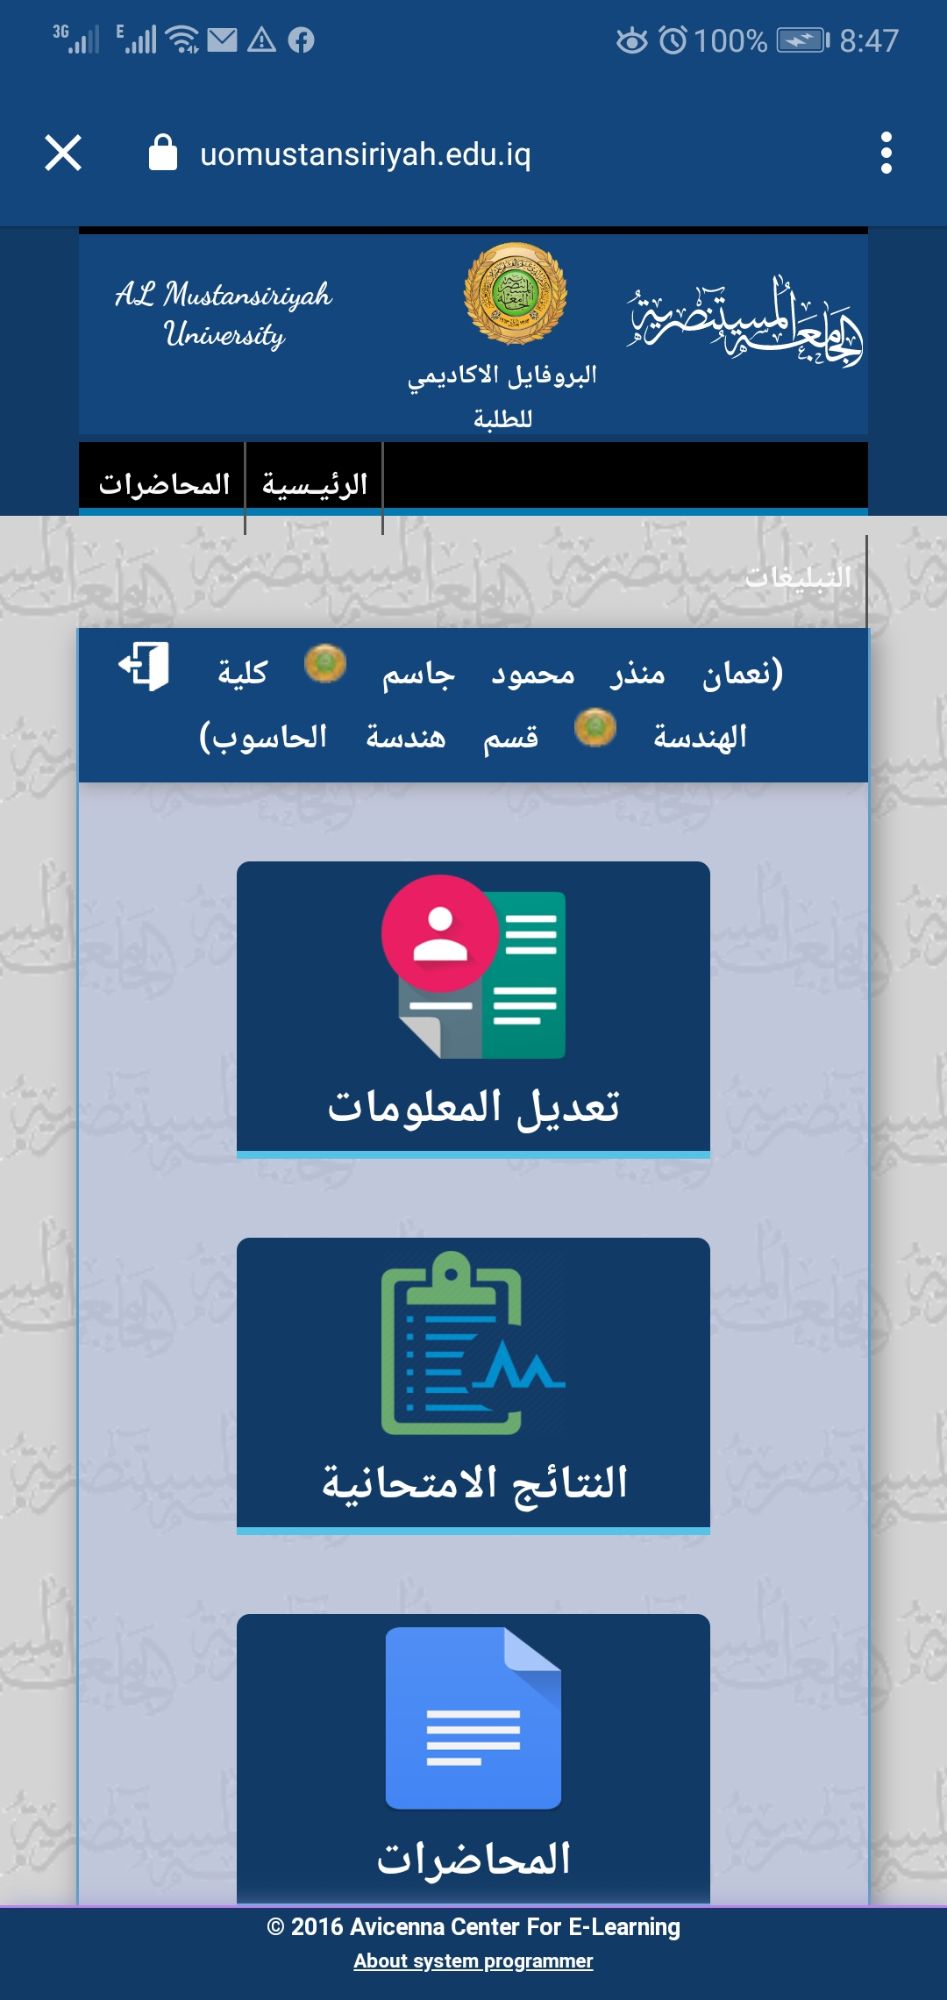 3G E 100% 8:47
uomustansiriyah.edu.iq
AL Mustansiriyah
University
الجامعة المستنصرية
البروفايل الاكاديمي
للطلبة
المحاضرات الرئيـسية
التبليغات
(نعمان منذر محمود جاسم كلية
الهندسة قسم هندسة الحاسوب)
تعديل المعلومات
النتائج الامتحانية
المحاضرات
© 2016 Avicenna Center For E-Learning
About system programmer